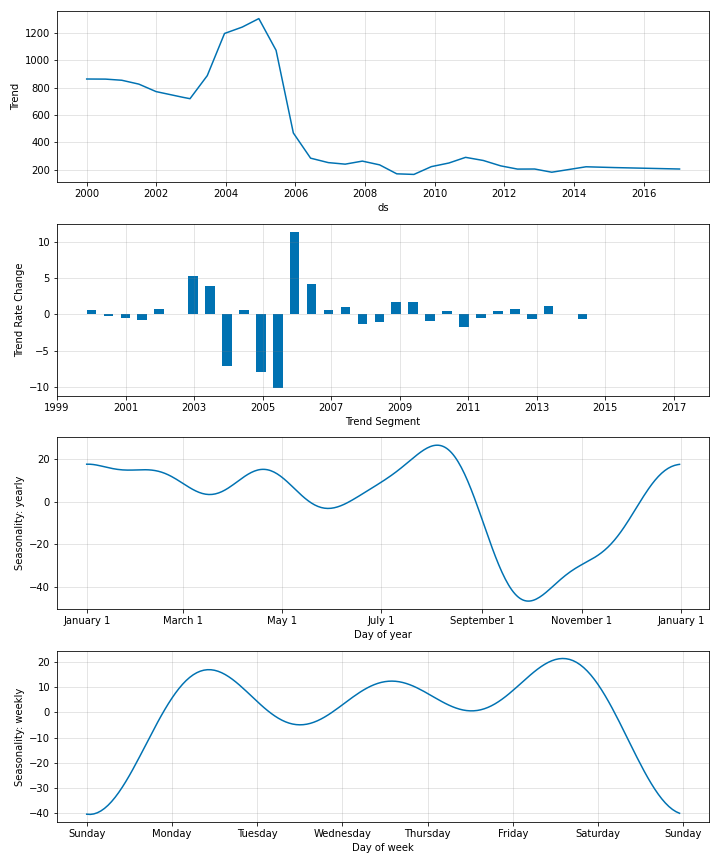 1200
1000
800
600
400
200
Trend
2000 2002 2004 2006 2008 2010 2012 2014 2016
ds
10
5
0
−5
−10
Trend Rate Change
1999 2001 2003 2005 2007 2009 2011 2013 2015 2017
Trend Segment
20
0
−20
−40
Seasonality: yearly
January 1 March 1 May 1 July 1 September 1 November 1 January 1
Day of year
20
10
0
−10
−20
−30
−40
Seasonality: weekly
Sunday Monday Tuesday Wednesday Thursday Friday Saturday Sunday
Day of week